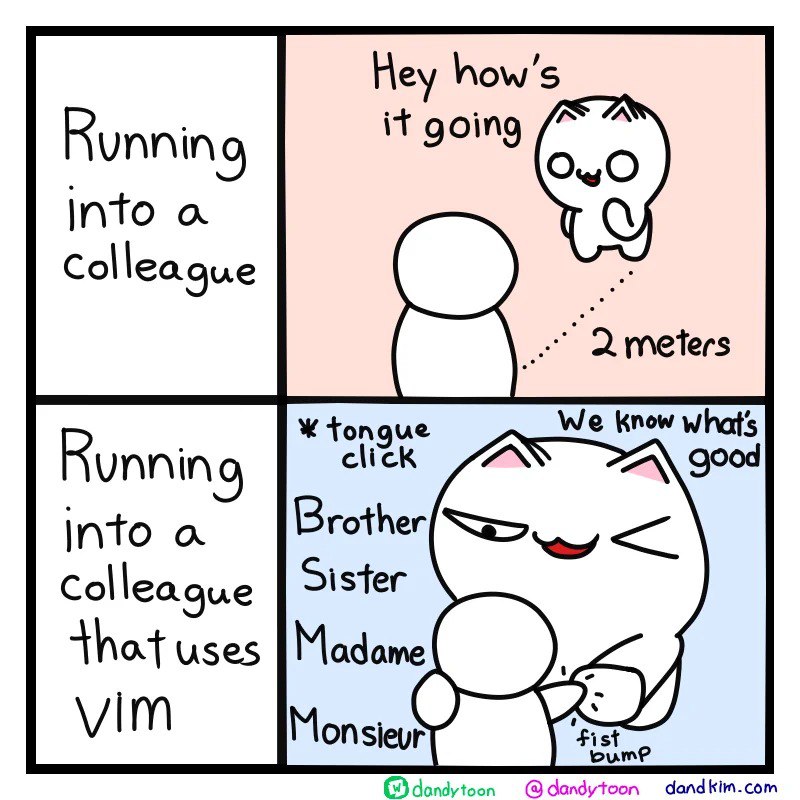 Running
into a
colleague
Hey how's
it going
2 meters
Running
into a
colleague
that uses
vim
* tongue
click
We know what's
good
Brother
Sister
Madame
Monsieur
fist
bump
dandytoon
@dandytoon
dandkim.com